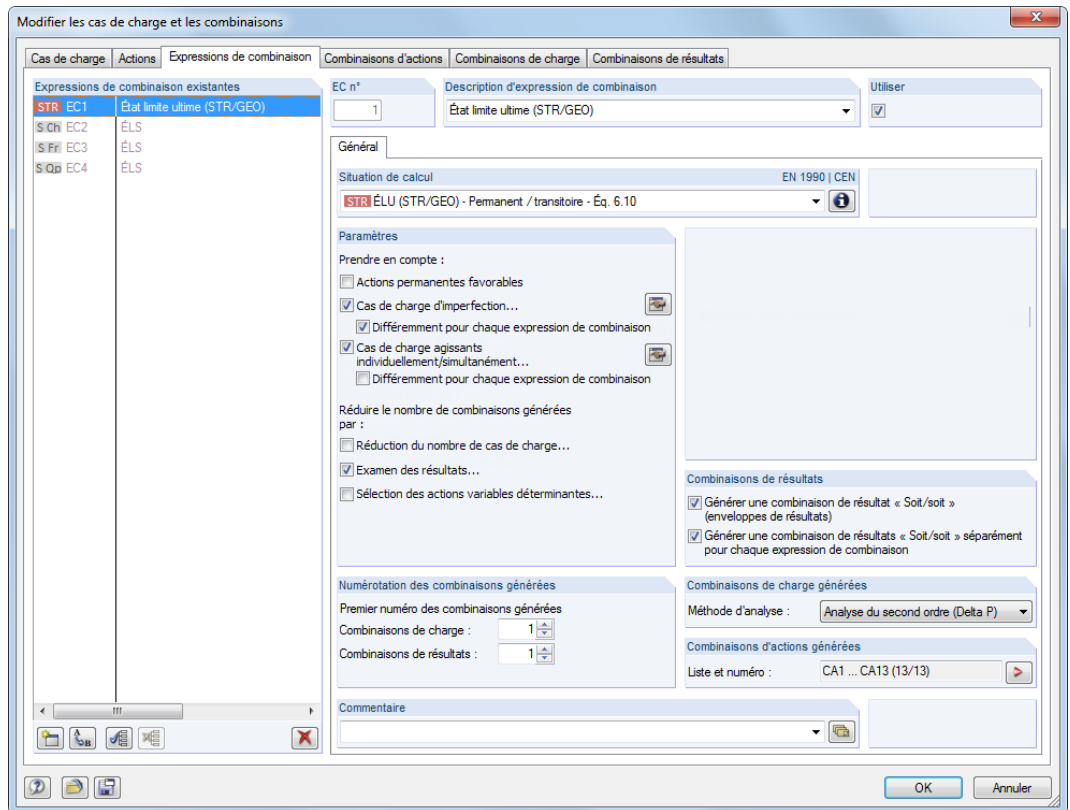 Modifier les cas de charge et les combinaisons
Cas de charge Actions Expressions de combinaison Combinaisons d'actions Combinaisons de charge Combinaisons de résultats
Expressions de combinaison existantes
STR EC1 État limite ultime (STR/GEO)
S Ch EC2 ÉLS
S Fr EC3 ÉLS
S Qp EC4 ÉLS
EC n°
1
Description d'expression de combinaison
État limite ultime (STR/GEO)
Utiliser
Général
Situation de calcul EN 1990 | CEN
STR ÉLU (STR/GEO) - Permanent / transitoire - Éq. 6.10
Paramètres
Prendre en compte :
Actions permanentes favorables
Cas de charge d'imperfection...
Différemment pour chaque expression de combinaison
Cas de charge agissants
individuellement/simultanément...
Différemment pour chaque expression de combinaison
Réduire le nombre de combinaisons générées
par :
Réduction du nombre de cas de charge...
Examen des résultats...
Sélection des actions variables déterminantes...
Combinaisons de résultats
Générer une combinaison de résultat « Soit/soit »
(enveloppes de résultats)
Générer une combinaison de résultats « Soit/soit » séparément
pour chaque expression de combinaison
Numérotation des combinaisons générées
Premier numéro des combinaisons générées
Combinaisons de charge : 1
Combinaisons de résultats : 1
Combinaisons de charge générées
Méthode d'analyse : Analyse du second ordre (Delta P)
Combinaisons d'actions générées
Liste et numéro : CA1 ... CA13 (13/13)
Commentaire
OK Annuler